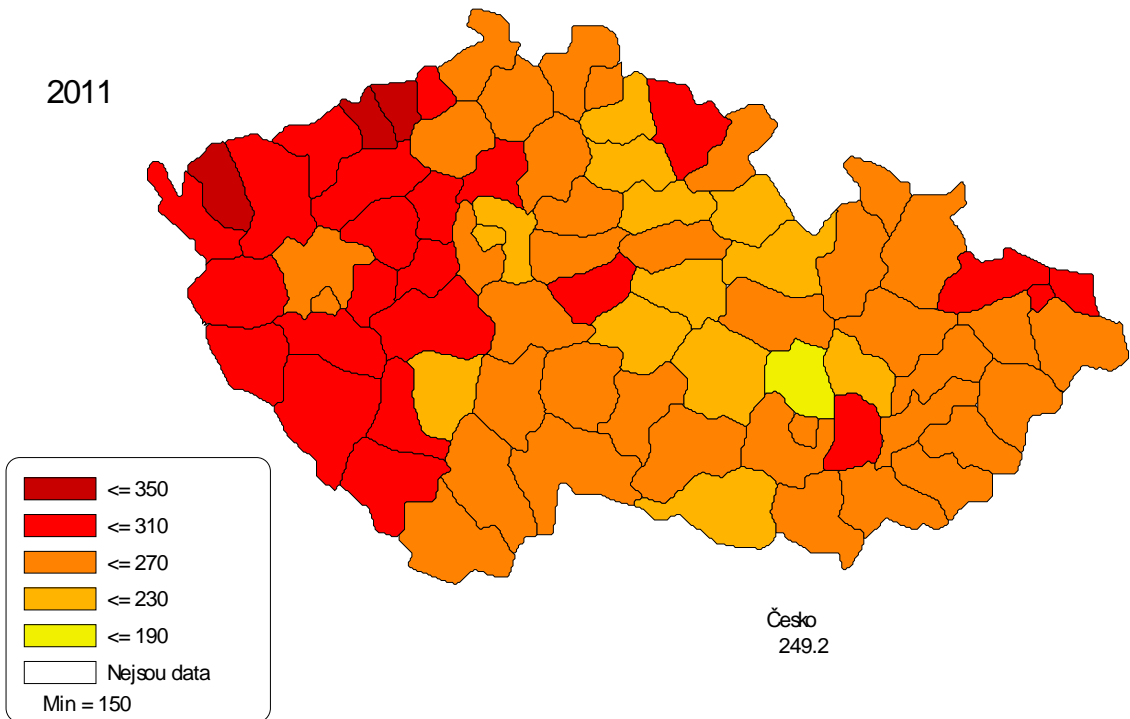 2011
<= 350
<= 310
<= 270
<= 230
<= 190
Nejsou data
Min = 150
Česko
249.2